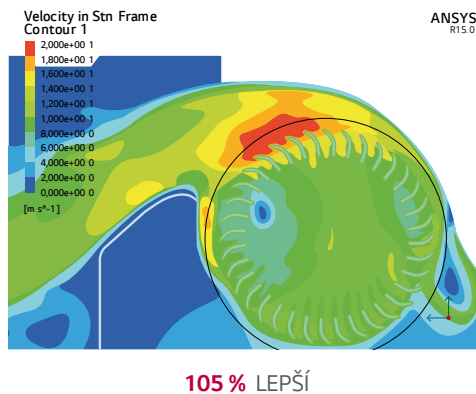 Velocity in Stn Frame
Contour 1
ANSYS
R15.0
2,000e+00 1
1,800e+00 1
1,600e+00 1
1,400e+00 1
1,200e+00 1
1,000e+00 1
8,000e+00 0
6,000e+00 0
4,000e+00 0
2,000e+00 0
0,000e+00 0
[m s^-1]
105 % LEPŠÍ